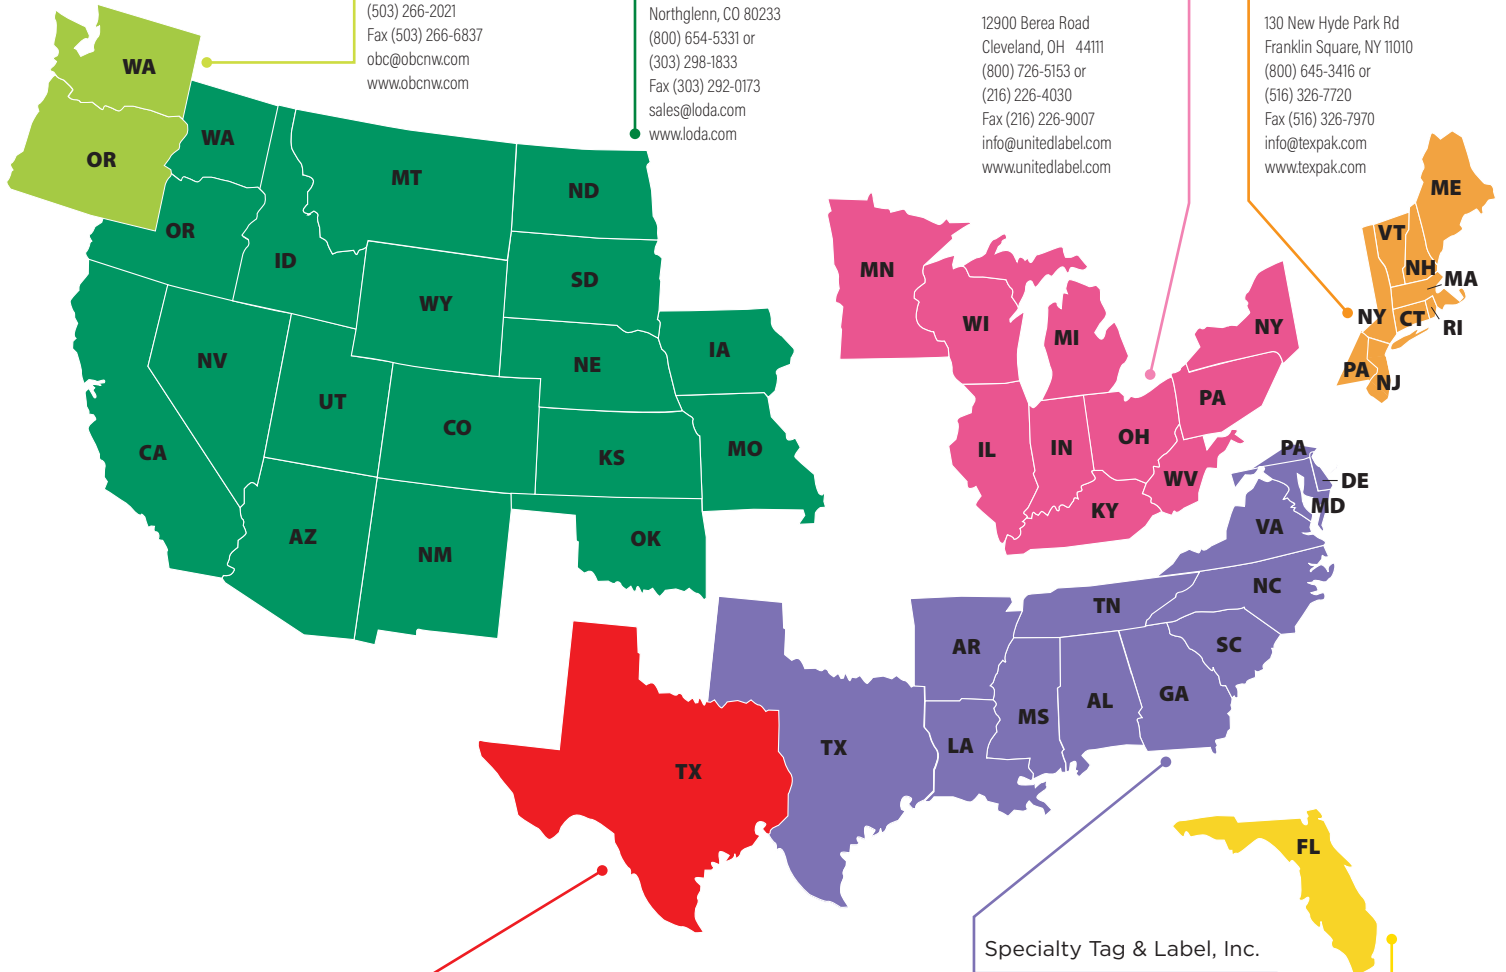 (503) 266-2021
Fax (503) 266-6837
obc@obcnw.com
www.obcnw.com
Northglenn, CO 80233
(800) 654-5331 or
(303) 298-1833
Fax (303) 292-0173
sales@loda.com
www.loda.com
12900 Berea Road
Cleveland, OH 44111
(800) 726-5153 or
(216) 226-4030
Fax (216) 226-9007
info@unitedlabel.com
www.unitedlabel.com
130 New Hyde Park Rd
Franklin Square, NY 11010
(800) 645-3416 or
(516) 326-7720
Fax (516) 326-7970
info@texpak.com
www.texpak.com
WA
OR
WA
OR
ID
MT
ND
SD
WY
NE
IA
NV
UT
CO
KS
MO
CA
AZ
NM
OK
MN
WI
MI
NY
PA
IL
IN
OH
WV
KY
ME
VT
NH
MA
NY
CT
RI
PA
NJ
PA
DE
MD
VA
NC
TN
SC
AR
MS
AL
GA
LA
TX
TX
FL
Specialty Tag & Label, Inc.